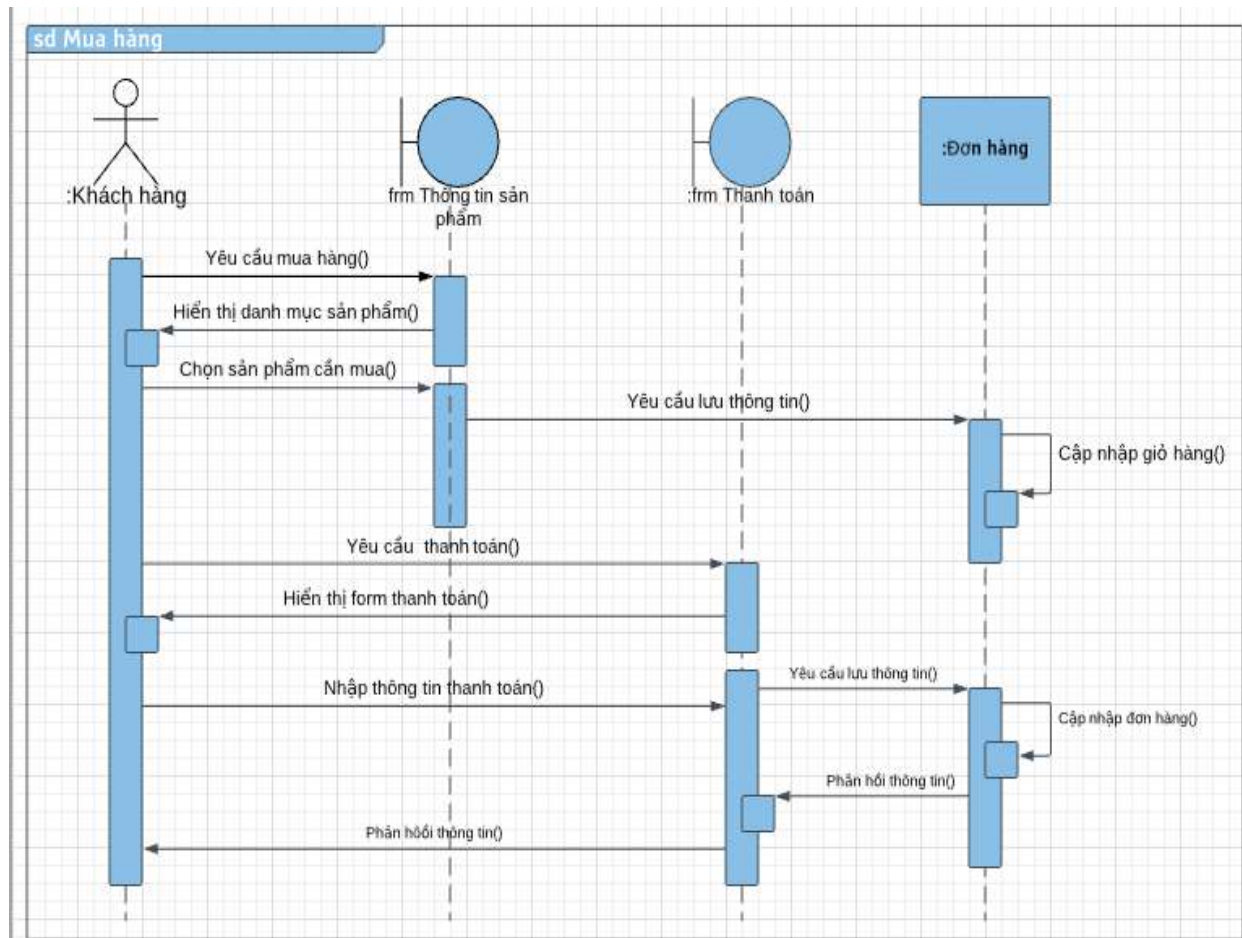 sd Mua hàng
:Khách hàng
frm Thông tin sản
phẩm
:frm Thanh toán
:Đơn hàng
Yêu cầu mua hàng()
Hiển thị danh mục sản phẩm()
Chọn sản phẩm cần mua()
Yêu cầu lưu thông tin()
Cập nhập giỏ hàng()
Yêu cầu thanh toán()
Hiển thị form thanh toán()
Yêu cầu lưu thông tin()
Nhập thông tin thanh toán()
Cập nhập đơn hàng()
Phản hồi thông tin()
Phản hôồi thông tin()